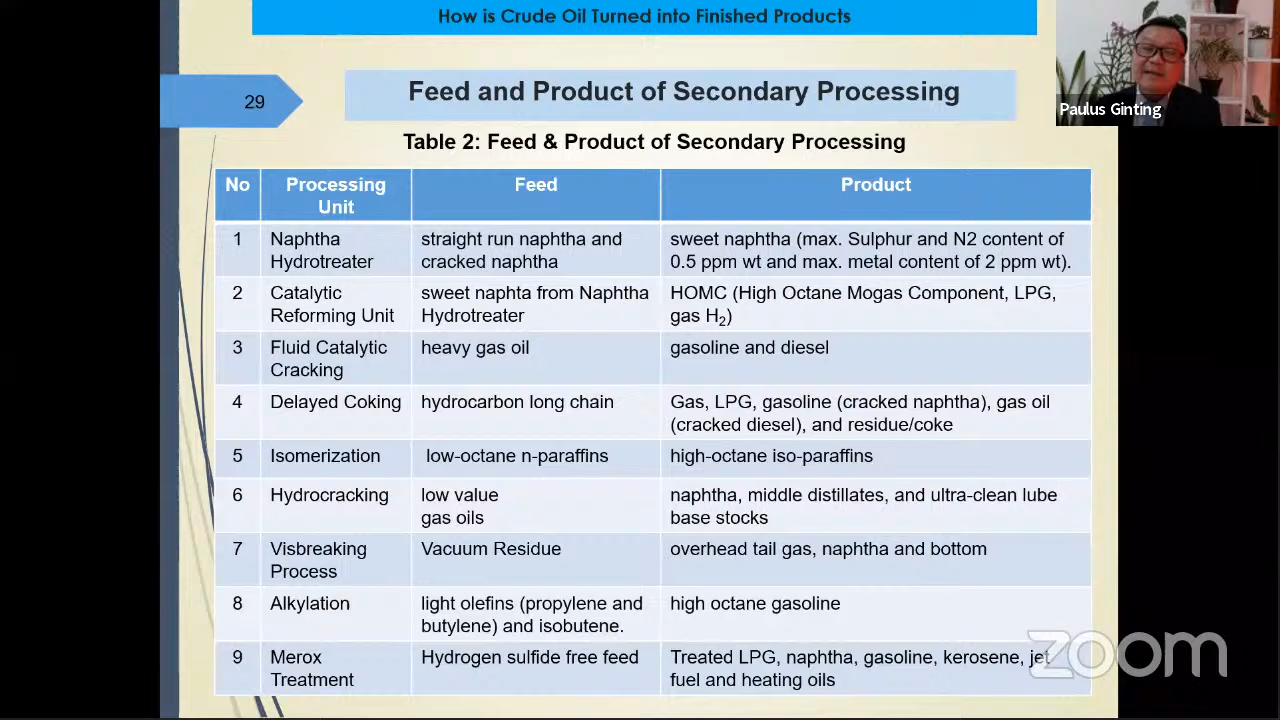 How is Crude Oil Turned into Finished Products
29
Feed and Product of Secondary Processing
Paulus Ginting
Table 2: Feed & Product of Secondary Processing
No
Processing
Unit
Feed
Product
1
Naphtha
Hydrotreater
straight run naphtha and
cracked naphtha
sweet naphtha (max. Sulphur and N2 content of
0.5 ppm wt and max. metal content of 2 ppm wt).
2
Catalytic
Reforming Unit
sweet naphta from Naphtha
Hydrotreater
HOMC (High Octane Mogas Component, LPG,
gas H2)
3
Fluid Catalytic
Cracking
heavy gas oil
gasoline and diesel
4
Delayed Coking
hydrocarbon long chain
Gas, LPG, gasoline (cracked naphtha), gas oil
(cracked diesel), and residue/coke
5
Isomerization
low-octane n-paraffins
high-octane iso-paraffins
6
Hydrocracking
low value
gas oils
naphtha, middle distillates, and ultra-clean lube
base stocks
7
Visbreaking
Process
Vacuum Residue
overhead tail gas, naphtha and bottom
8
Alkylation
light olefins (propylene and
butylene) and isobutene.
high octane gasoline
9
Merox
Treatment
Hydrogen sulfide free feed
Treated LPG, naphtha, gasoline, kerosene, jet
fuel and heating oils
zoom